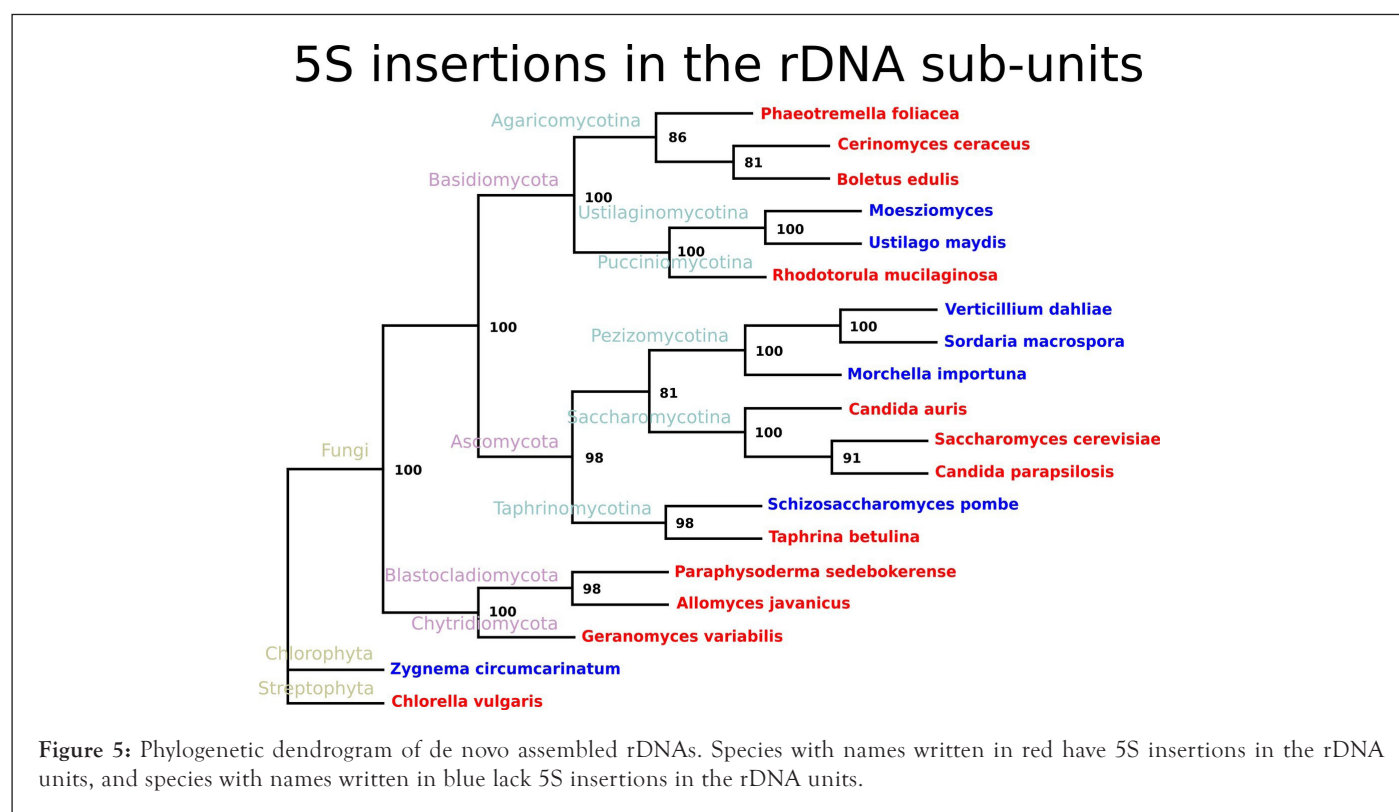 5S insertions in the rDNA sub-units
Agaricomycotina
Phaeotremella foliacea
86
Cerinomyces ceraceus
81
Boletus edulis
Basidiomycota
100
Ustilaginomycotina
Moesziomyces
100
Ustilago maydis
100
Pucciniomycotina
Rhodotorula mucilaginosa
100
Verticillium dahliae
100
Sordaria macrospora
Pezizomycotina
100
Morchella importuna
81
Candida auris
Saccharomycotina
100
Saccharomyces cerevisiae
91
Candida parapsilosis
Ascomycota
98
Fungi
100
Taphrinomycotina
Schizosaccharomyces pombe
98
Taphrina betulina
Blastocladiomycota
Paraphysoderma sedebokerense
98
Allomyces javanicus
100
Chytridiomycota
Geranomyces variabilis
Chlorophyta
Zygnema circumcarinatum
Streptophyta
Chlorella vulgaris
Figure 5: Phylogenetic dendrogram of de novo assembled rDNAs. Species with names written in red have 5S insertions in the rDNA
units, and species with names written in blue lack 5S insertions in the rDNA units.